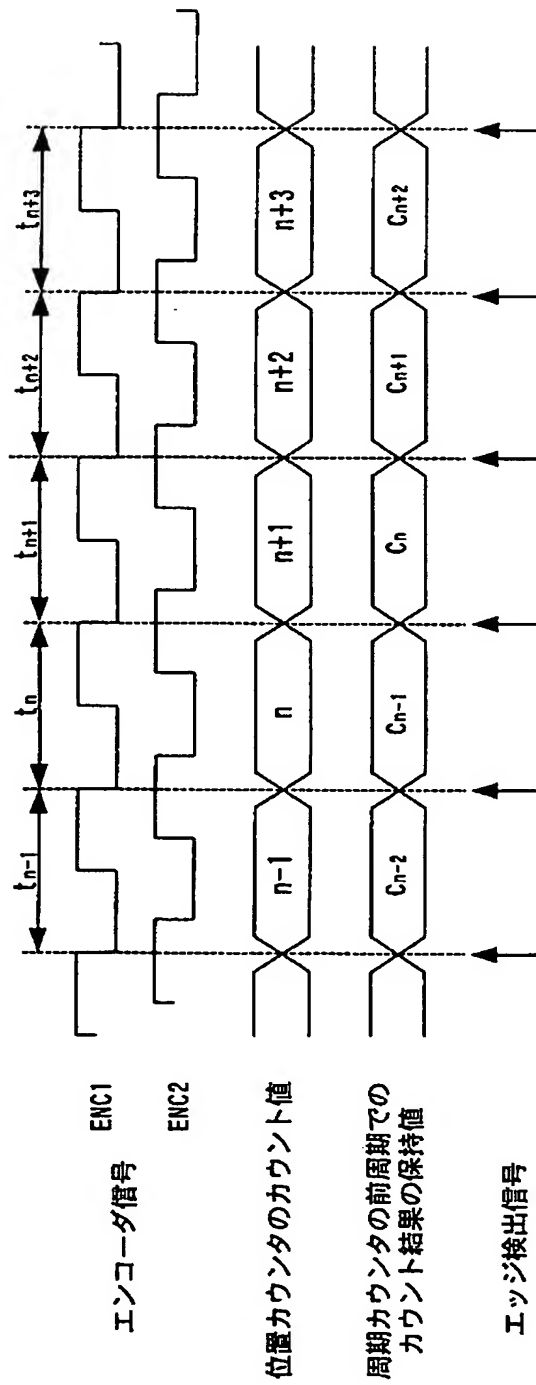 エンコーダ信号
ENC1
ENC2
tn-1
tn
tn+1
tn+2
tn+3
位置カウンタのカウント値
n-1
n
n+1
n+2
n+3
周期カウンタの前周期での
カウント結果の保持値
Cn-2
Cn-1
Cn
Cn+1
Cn+2
エッジ検出信号